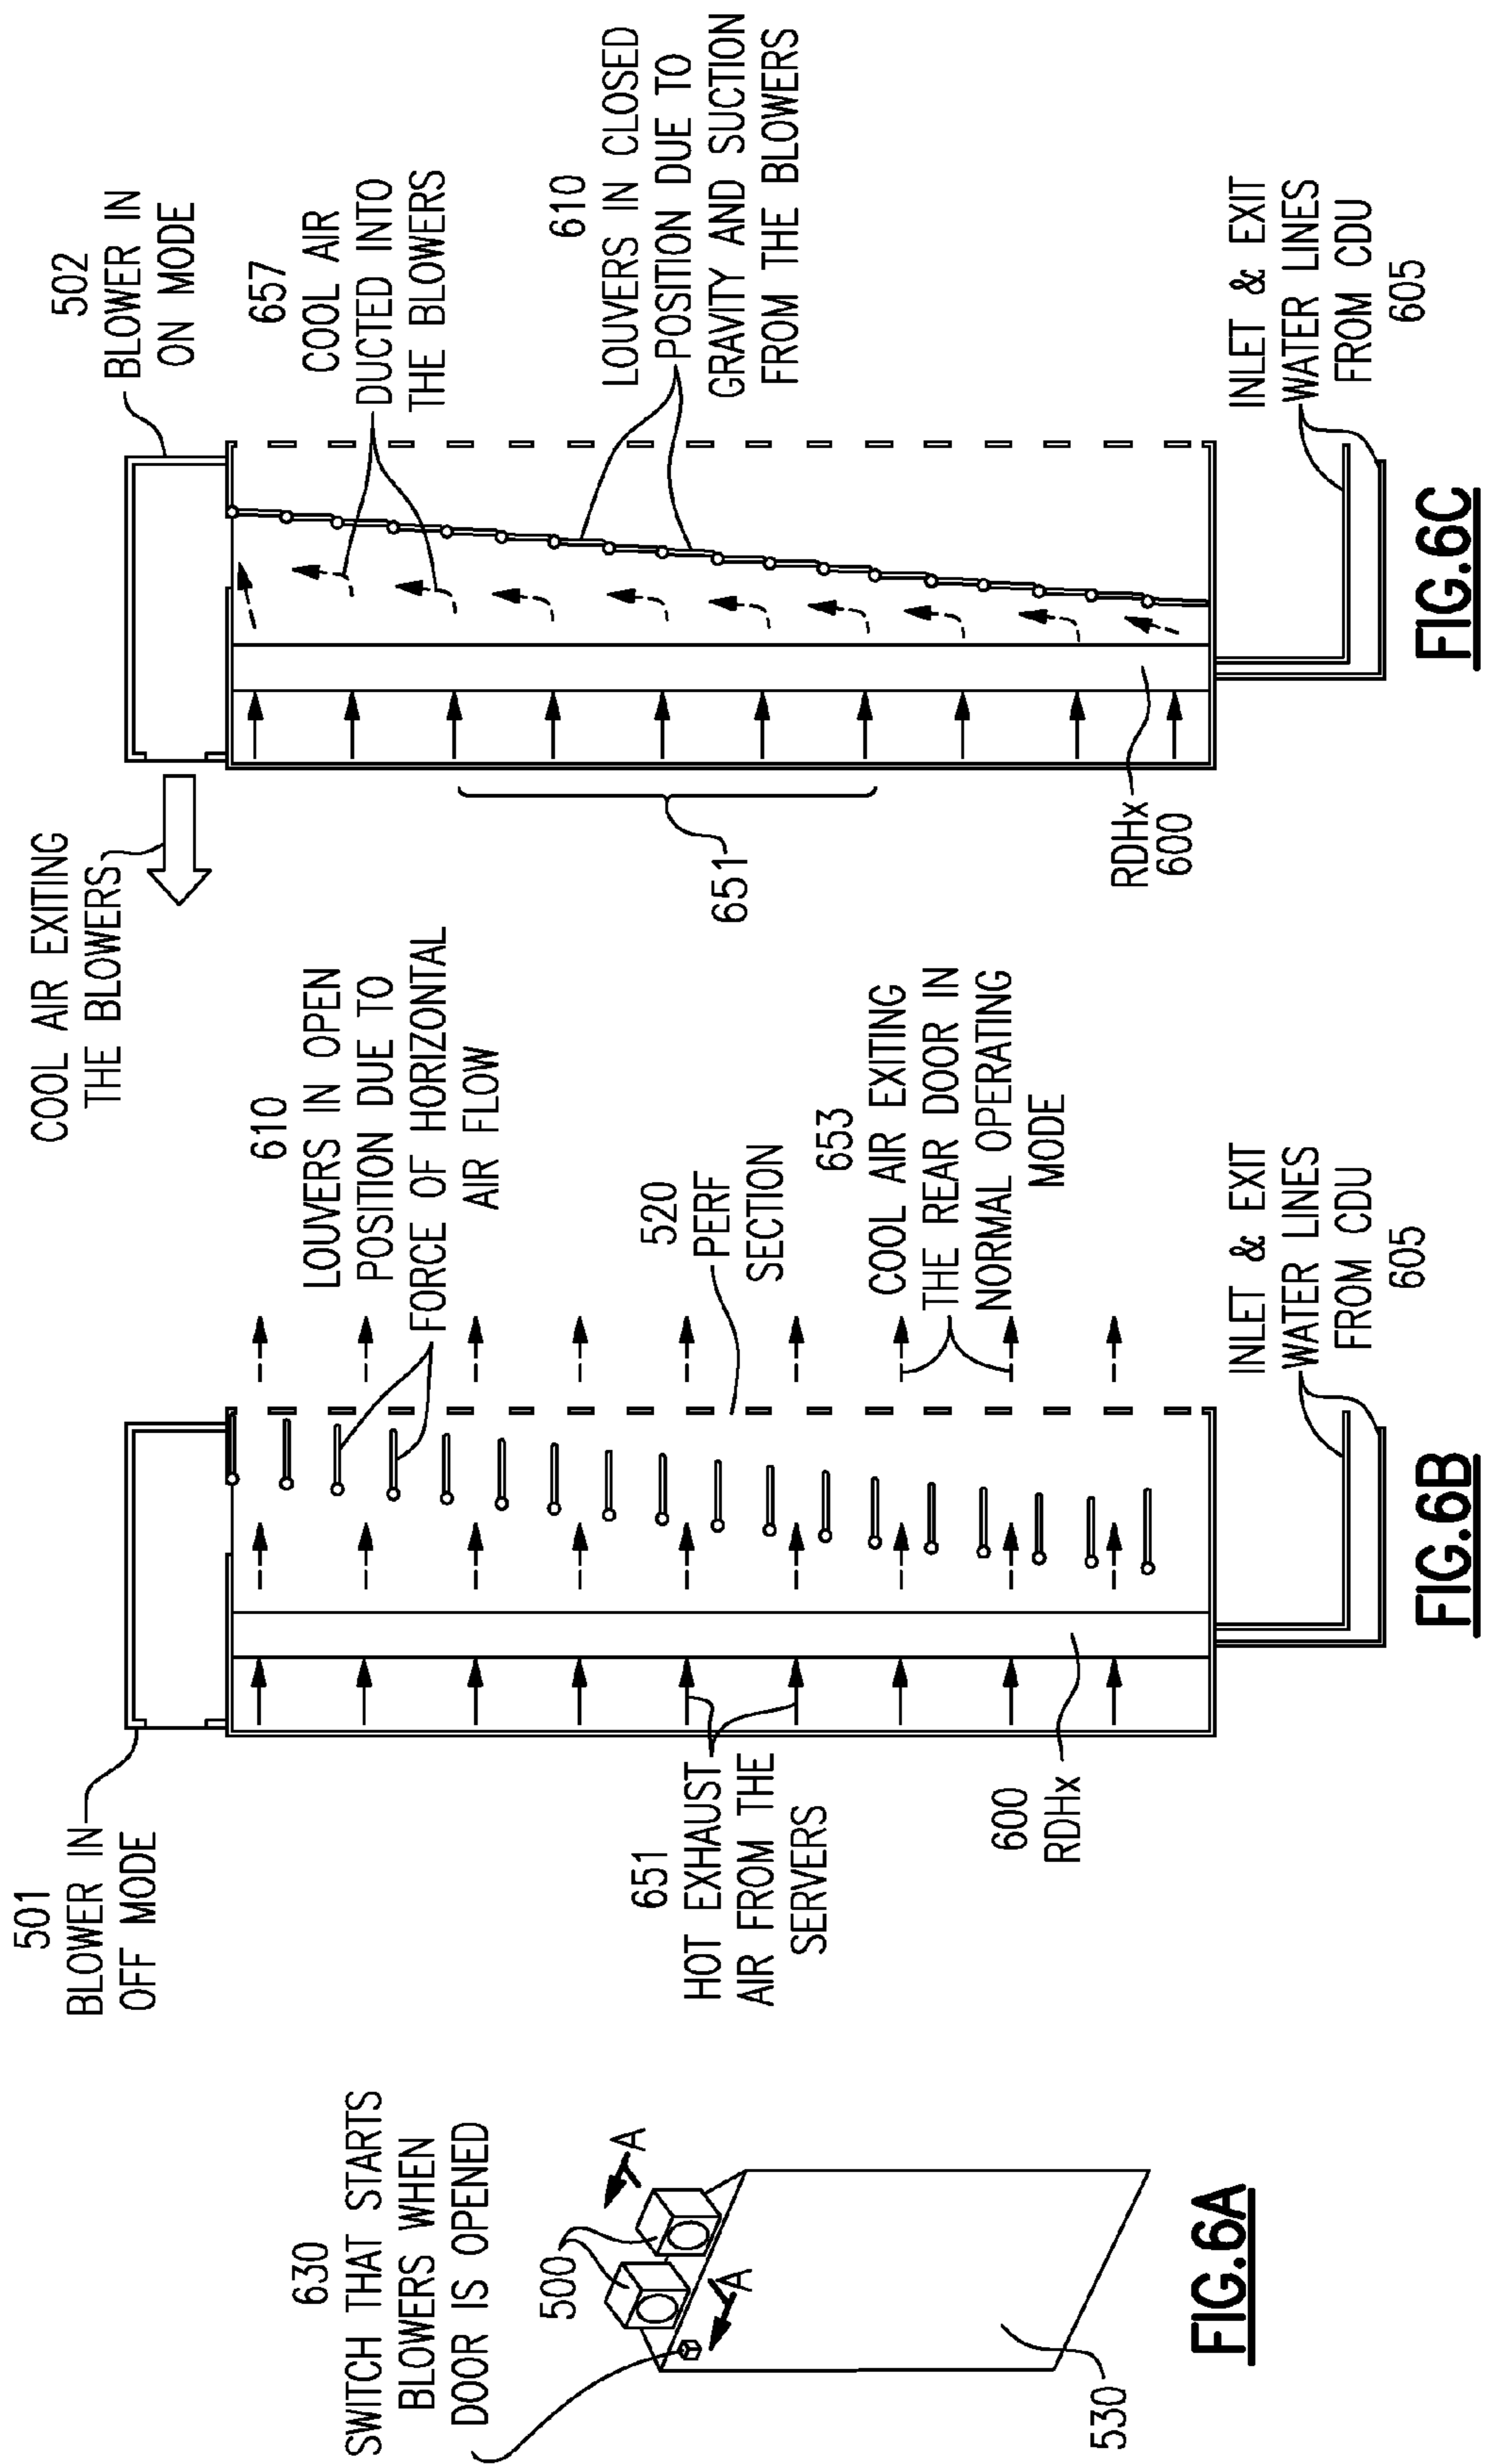 630
SWITCH THAT STARTS
BLOWERS WHEN
DOOR IS OPENED
500
A
A
530
FIG.6A
501
BLOWER IN
OFF MODE
651
HOT EXHAUST
AIR FROM THE
SERVERS
600
RDHx
610
LOUVERS IN OPEN
POSITION DUE TO
FORCE OF HORIZONTAL
AIR FLOW
520
PERF
SECTION
653
COOL AIR EXITING
THE REAR DOOR IN
NORMAL OPERATING
MODE
INLET & EXIT
WATER LINES
FROM CDU
605
FIG.6B
COOL AIR EXITING
THE BLOWERS
502
BLOWER IN
ON MODE
657
COOL AIR
DUCTED INTO
THE BLOWERS
610
LOUVERS IN CLOSED
POSITION DUE TO
GRAVITY AND SUCTION
FROM THE BLOWERS
651
RDHx
600
INLET & EXIT
WATER LINES
FROM CDU
605
FIG.6C